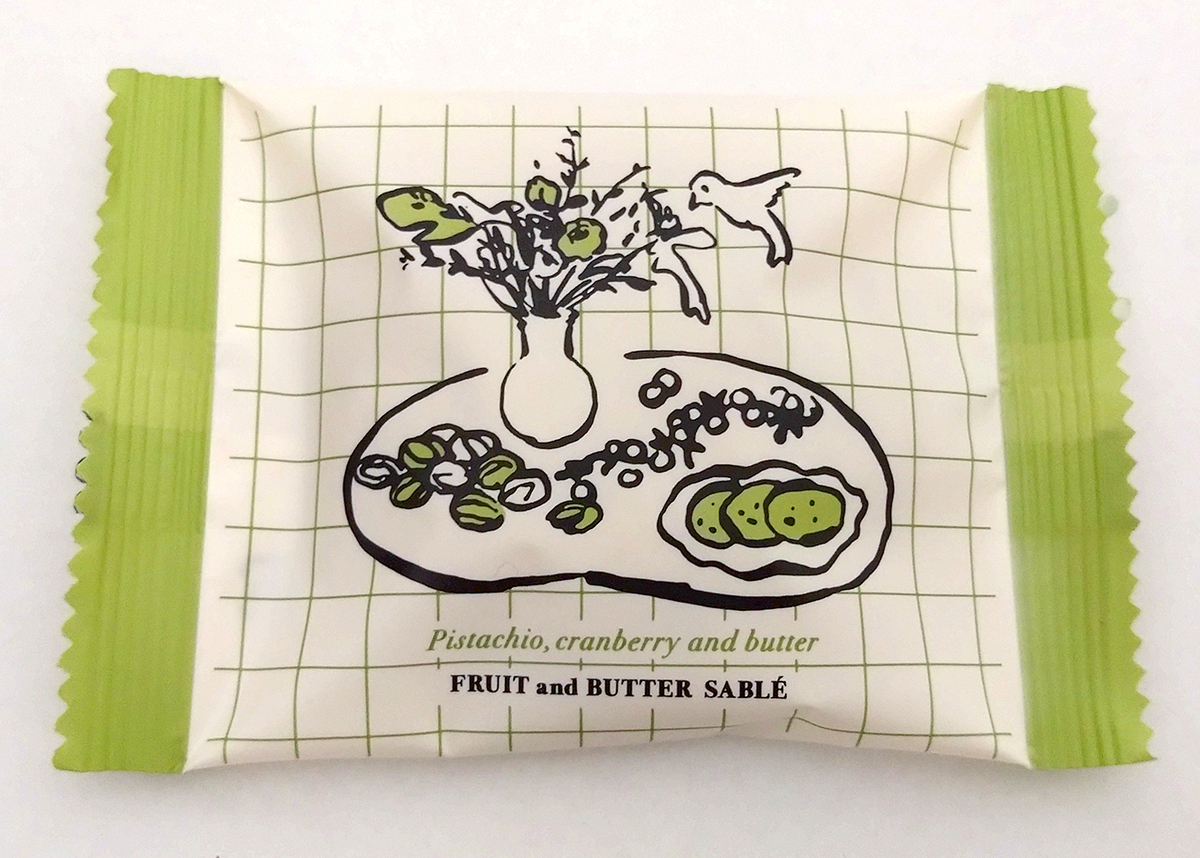 Pistachio, cranberry and butter
FRUIT and BUTTER SABLÉ